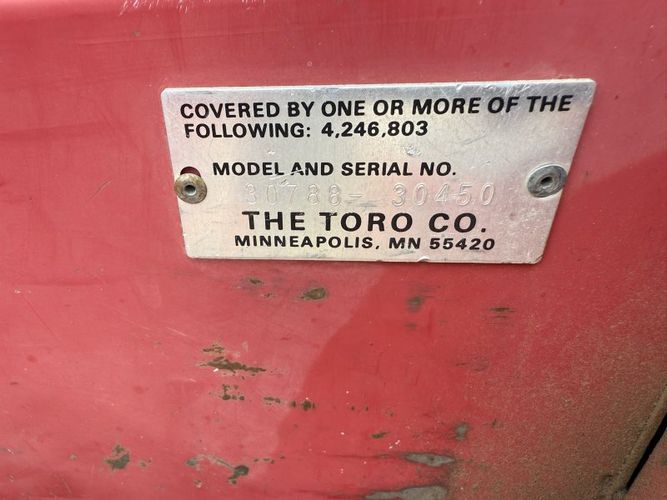 COVERED BY ONE OR MORE OF THE
FOLLOWING: 4,246,803
MODEL AND SERIAL NO.
30788- 30450
THE TORO CO.
MINNEAPOLIS, MN 55420